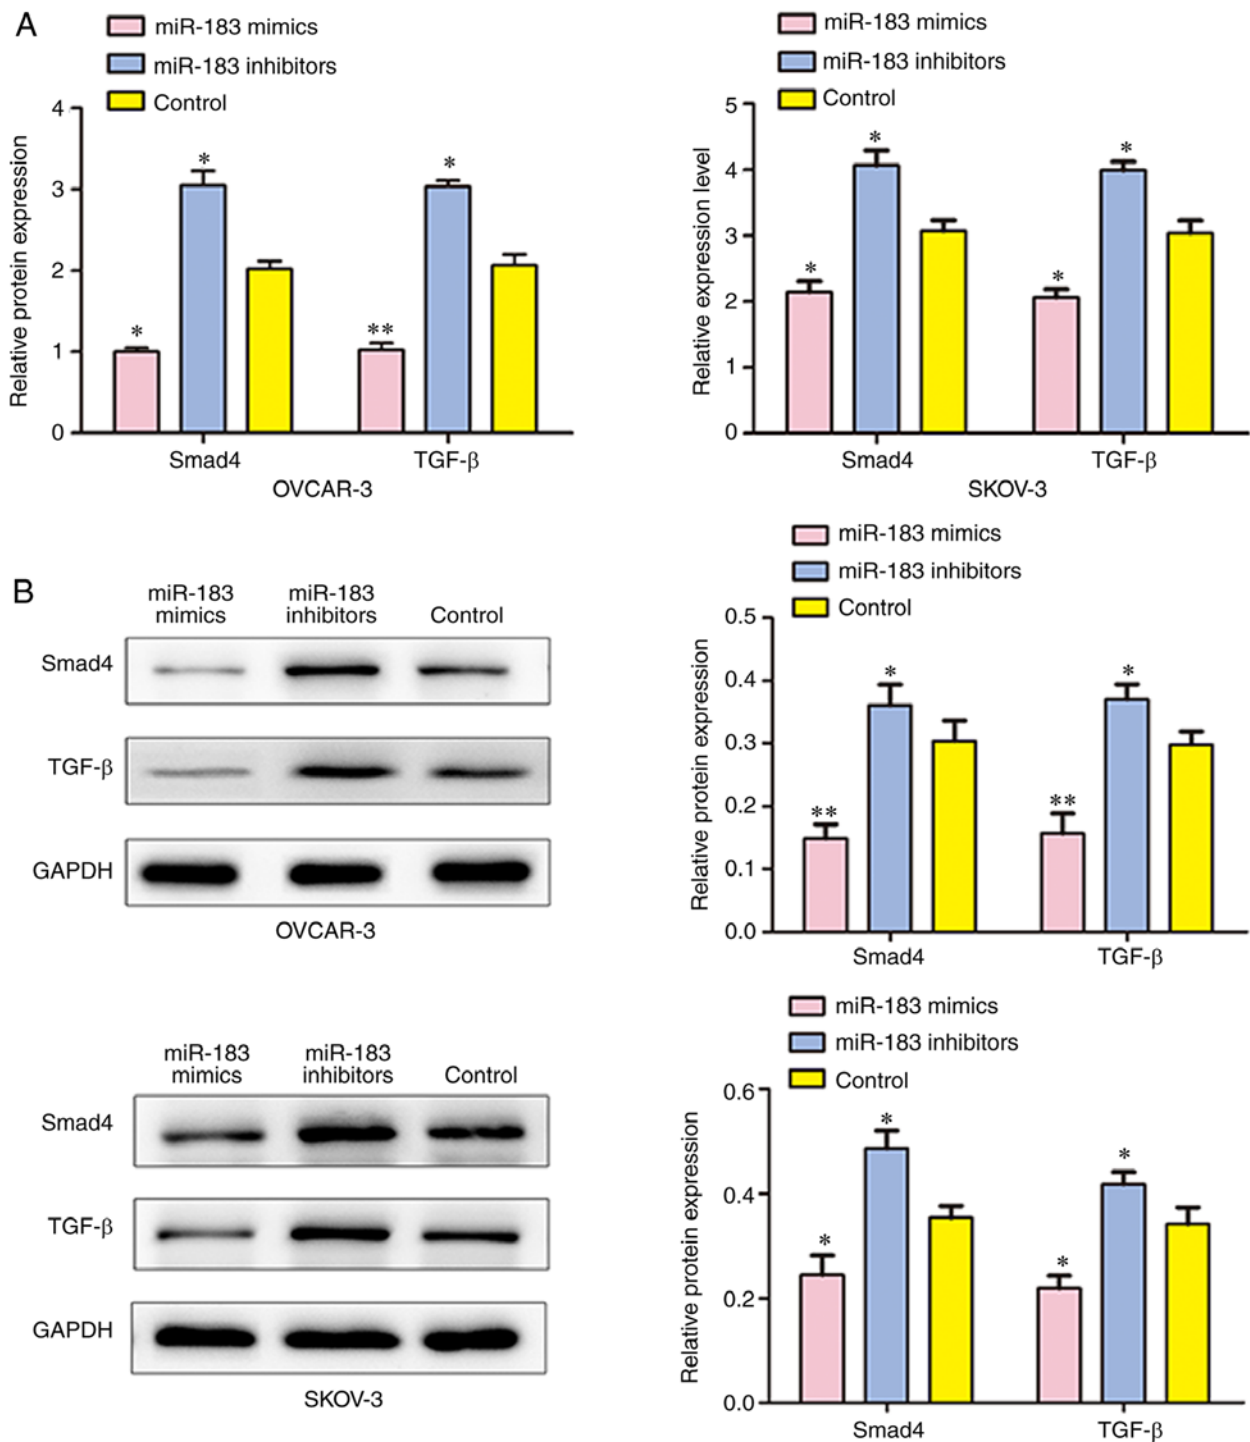 A
miR-183 mimics
miR-183 inhibitors
Control
Relative protein expression
4
3
2
1
0
*
*
*
**
*
Smad4
TGF-β
OVCAR-3
miR-183 mimics
miR-183 inhibitors
Control
Relative expression level
5
4
3
2
1
0
*
*
*
*
Smad4
TGF-β
SKOV-3
B
miR-183
mimics
miR-183
inhibitors
Control
Smad4
TGF-β
GAPDH
OVCAR-3
miR-183 mimics
miR-183 inhibitors
Control
Relative protein expression
0.5
0.4
0.3
0.2
0.1
0.0
**
*
**
*
Smad4
TGF-β
miR-183
mimics
miR-183
inhibitors
Control
Smad4
TGF-β
GAPDH
SKOV-3
miR-183 mimics
miR-183 inhibitors
Control
Relative protein expression
0.6
0.4
0.2
0.0
*
*
*
*
Smad4
TGF-β